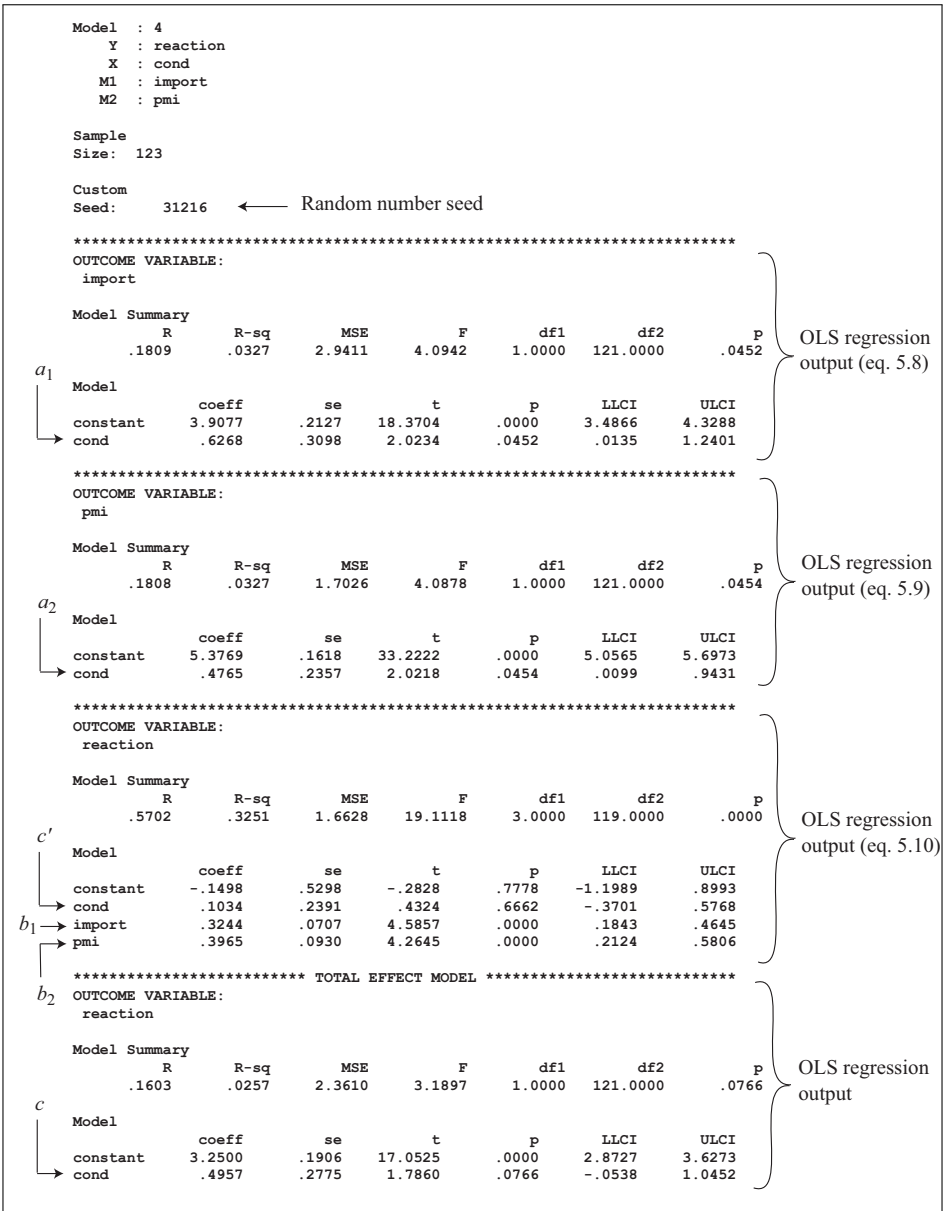 Model : 4
Y : reaction
X : cond
M1 : import
M2 : pmi
Sample
Size: 123
Custom
Seed: 31216 Random number seed
**************************************************************************
OUTCOME VARIABLE:
import
Model Summary
R R-sq MSE F df1 df2 p
.1809 .0327 2.9411 4.0942 1.0000 121.0000 .0452
OLS regression
output (eq. 5.8)
a1
Model
coeff se t p LLCI ULCI
constant 3.9077 .2127 18.3704 .0000 3.4866 4.3288
cond .6268 .3098 2.0234 .0452 .0135 1.2401
**************************************************************************
OUTCOME VARIABLE:
pmi
Model Summary
R R-sq MSE F df1 df2 p
.1808 .0327 1.7026 4.0878 1.0000 121.0000 .0454
OLS regression
output (eq. 5.9)
a2
Model
coeff se t p LLCI ULCI
constant 5.3769 .1618 33.2222 .0000 5.0565 5.6973
cond .4765 .2357 2.0218 .0454 .0099 .9431
**************************************************************************
OUTCOME VARIABLE:
reaction
Model Summary
R R-sq MSE F df1 df2 p
.5702 .3251 1.6628 19.1118 3.0000 119.0000 .0000
OLS regression
output (eq. 5.10)
c′
Model
coeff se t p LLCI ULCI
constant -.1498 .5298 -.2828 .7778 -1.1989 .8993
cond .1034 .2391 .4324 .6662 -.3701 .5768
b1 import .3244 .0707 4.5857 .0000 .1843 .4645
pmi .3965 .0930 4.2645 .0000 .2124 .5806
b2
************************** TOTAL EFFECT MODEL ****************************
OUTCOME VARIABLE:
reaction
Model Summary
R R-sq MSE F df1 df2 p
.1603 .0257 2.3610 3.1897 1.0000 121.0000 .0766
OLS regression
output
c
Model
coeff se t p LLCI ULCI
constant 3.2500 .1906 17.0525 .0000 2.8727 3.6273
cond .4957 .2775 1.7860 .0766 -.0538 1.0452